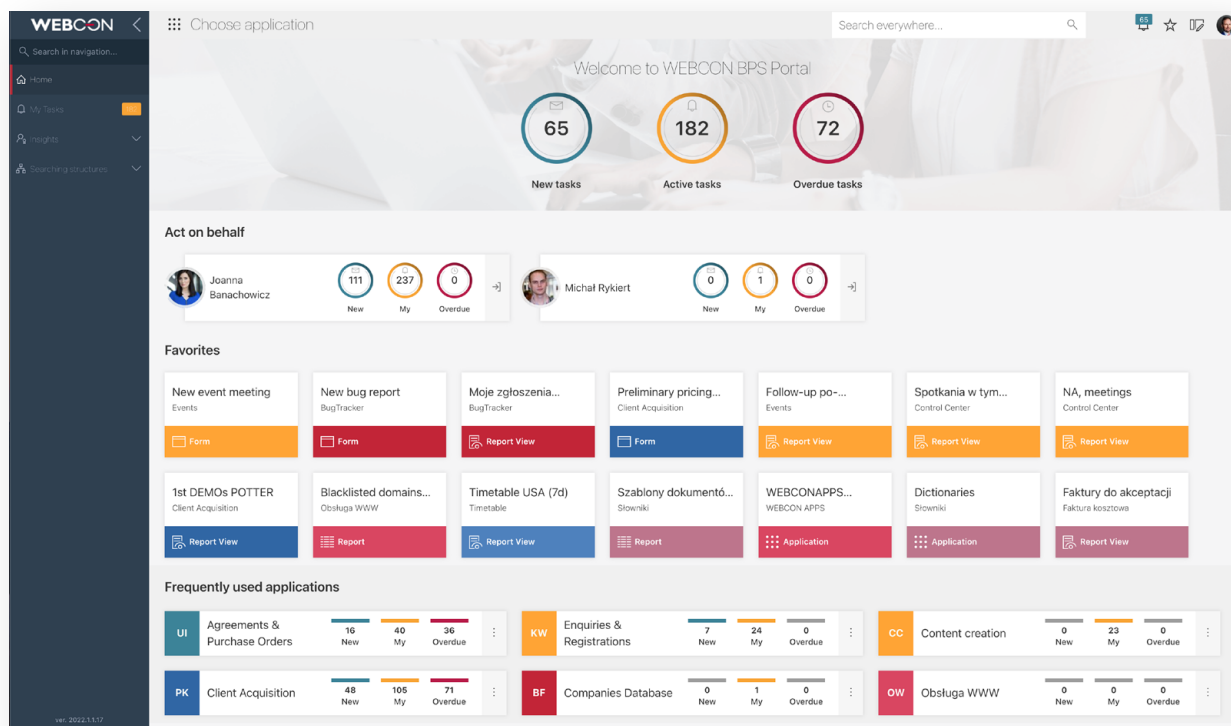 WEBCON
Choose application
Search everywhere...
65
Search in navigation...
Home
My Tasks
Insights
Searching structures
Welcome to WEBCON BPS Portal
65
182
72
New tasks
Active tasks
Overdue tasks
Act on behalf
Joanna
Banachowicz
111
237
0
New
My
Overdue
Michał Rykiert
0
1
0
New
My
Overdue
Favorites
New event meeting
Events
Form
New bug report
BugTracker
Form
Moje zgłoszenia...
BugTracker
Report View
Preliminary pricing...
Client Acquisition
Form
Follow-up po-...
Events
Report View
Spotkania w tym...
Control Center
Report View
NA, meetings
Control Center
Report View
1st DEMOs POTTER
Client Acquisition
Report View
Blacklisted domains...
Obsługa WWW
Report
Timetable USA (7d)
Timetable
Report View
Szablony dokumentó...
Słowniki
Report
WEBCONAPPS...
WEBCON APPS
Application
Dictionaries
Słowniki
Application
Faktury do akceptacji
Faktura kosztowa
Report View
Frequently used applications
UI
Agreements &
Purchase Orders
16
New
40
My
36
Overdue
KW
Enquiries &
Registrations
7
New
24
My
0
Overdue
CC
Content creation
0
New
23
My
0
Overdue
PK
Client Acquisition
48
New
105
My
71
Overdue
BF
Companies Database
0
New
1
My
0
Overdue
OW
Obsługa WWW
0
New
0
My
0
Overdue
ver. 2022.1.1.17